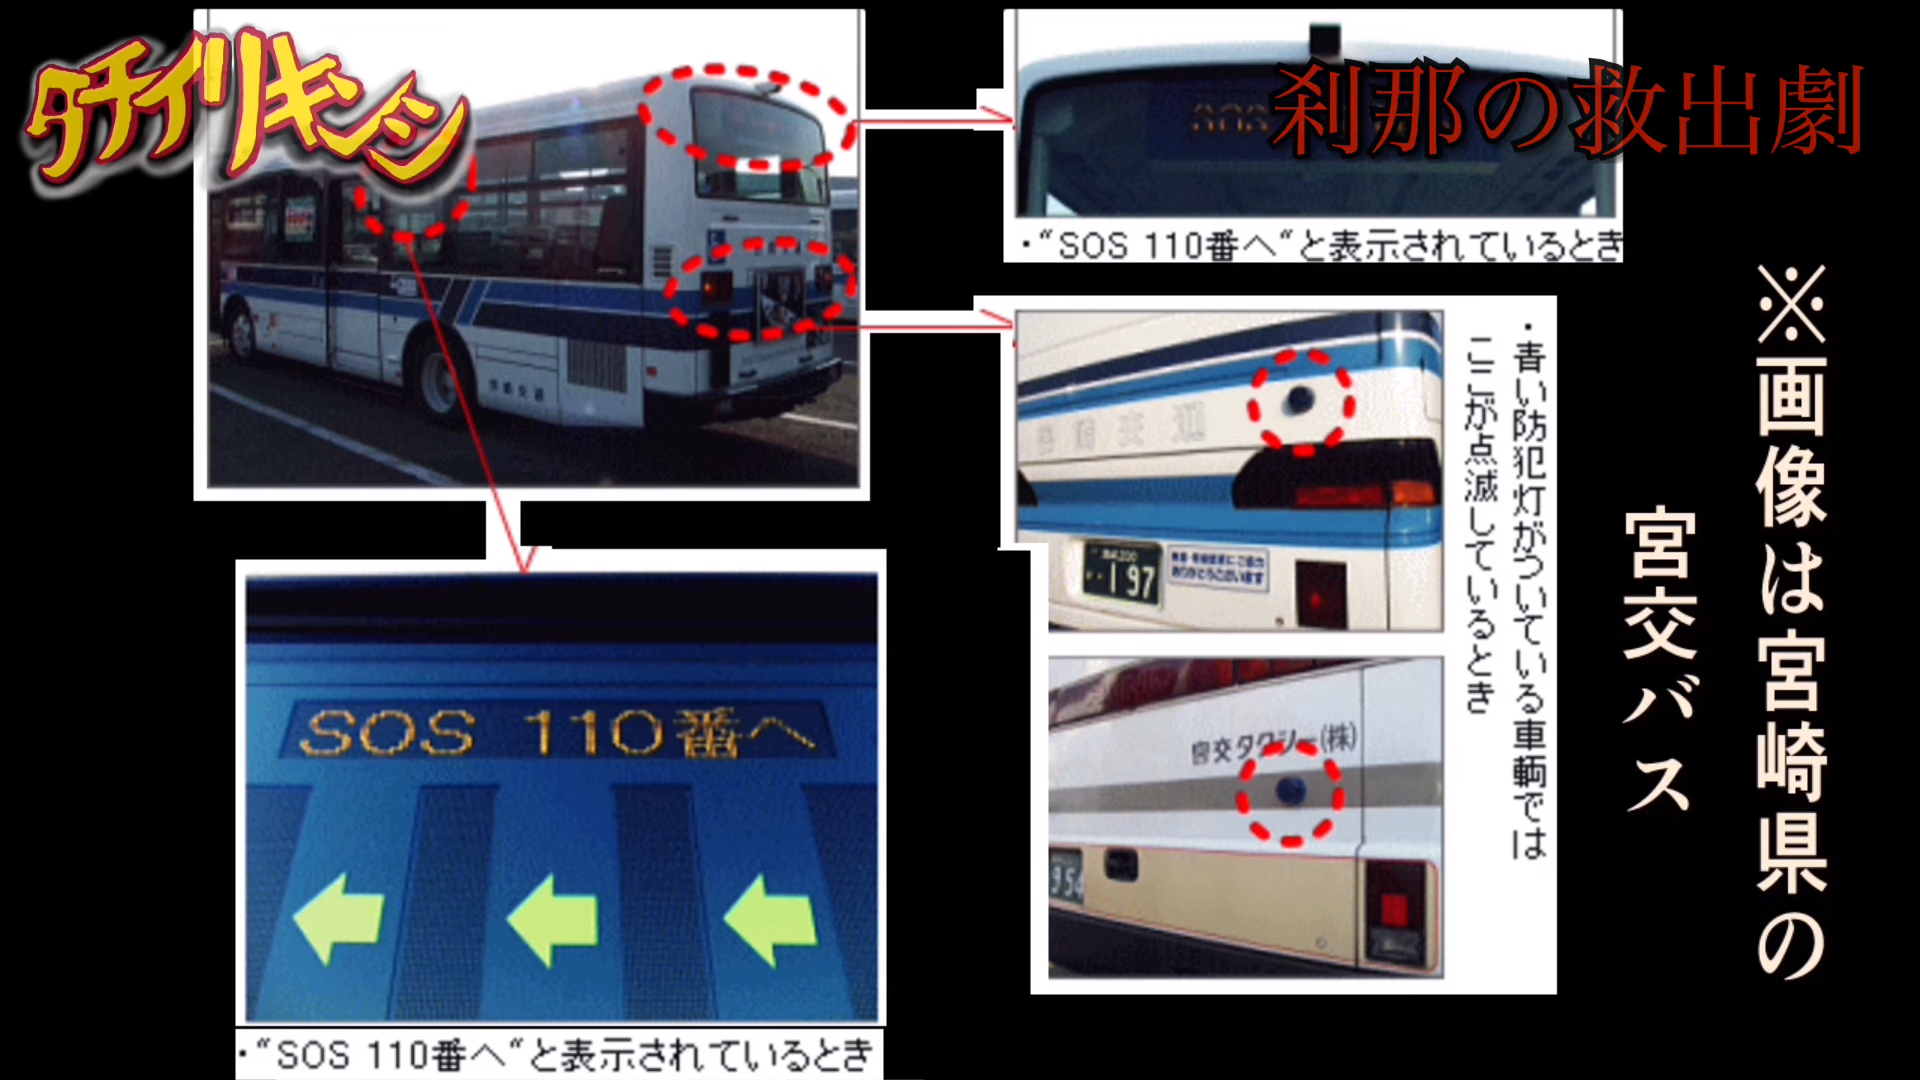 タチイリキンシ
刹那の救出劇
・“SOS 110番へ“と表示されているとき
※画像は宮崎県の
宮交バス
・青い防犯灯がついている車輌では
ここが点滅しているとき
197
宮交タクシー(株)
954
SOS 110番へ
・“SOS 110番へ“と表示されているとき